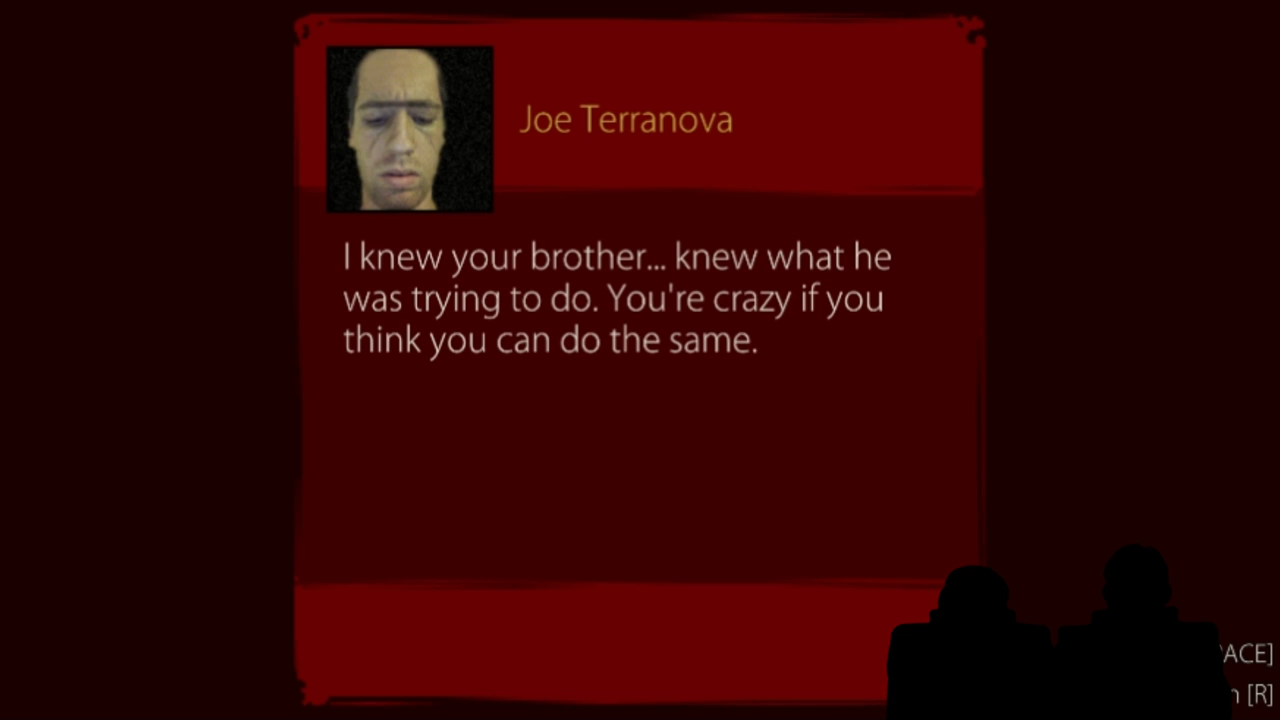 Joe Terranova
I knew your brother... knew what he
was trying to do. You're crazy if you
think you can do the same.
[R]